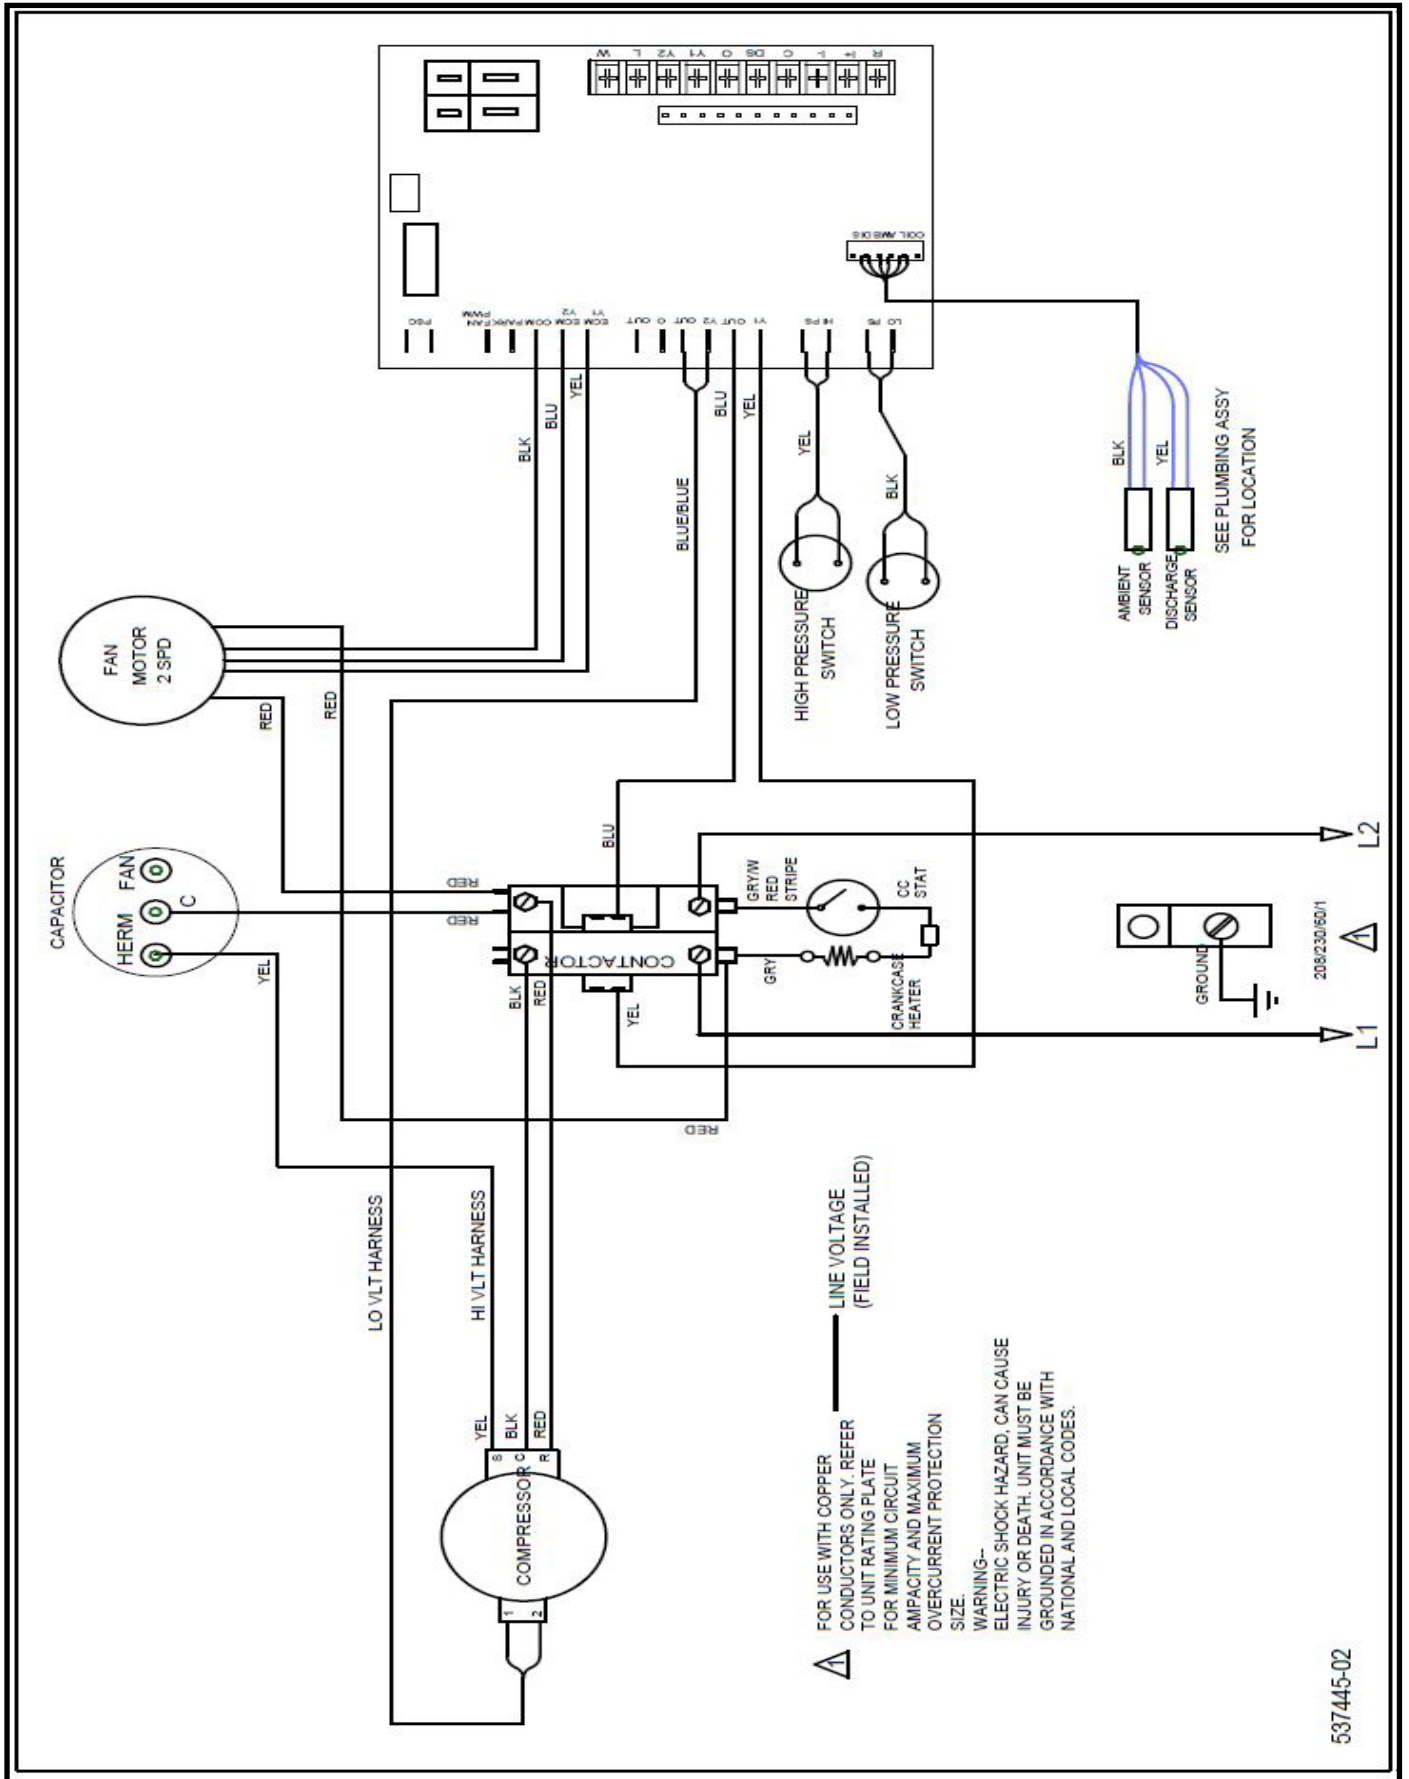 CAPACITOR
HERM
FAN
C
FAN
MOTOR
2 SPD
W
L
Y2
Y1
O
DS
C
I-
I+
R
COIL AMB DIS
PSC
FAN
PWM
PARK
COM
ECM
Y2
ECM
Y1
O OUT
Y2 OUT
Y1
OUT
HI PS
LO
PS
BLK
BLU
YEL
BLUE/BLUE
BLU
YEL
YEL
BLK
HIGH PRESSURE
SWITCH
LOW PRESSURE
SWITCH
BLK
YEL
AMBIENT
SENSOR
DISCHARGE
SENSOR
SEE PLUMBING ASSY
FOR LOCATION
RED
RED
YEL
RED
RED
BLU
CONTACTOR
BLK
RED
YEL
GRY/W
RED
STRIPE
CC
STAT
GRY
CRANKCASE
HEATER
RED
GROUND
208/230/60/1
1
L2
L1
LO VLT HARNESS
HI VLT HARNESS
YEL
BLK
RED
S
C
R
COMPRESSOR
1
2
LINE VOLTAGE
(FIELD INSTALLED)
1
FOR USE WITH COPPER
CONDUCTORS ONLY. REFER
TO UNIT RATING PLATE
FOR MINIMUM CIRCUIT
AMPACITY AND MAXIMUM
OVERCURRENT PROTECTION
SIZE.
WARNING--
ELECTRIC SHOCK HAZARD, CAN CAUSE
INJURY OR DEATH. UNIT MUST BE
GROUNDED IN ACCORDANCE WITH
NATIONAL AND LOCAL CODES.
537445-02